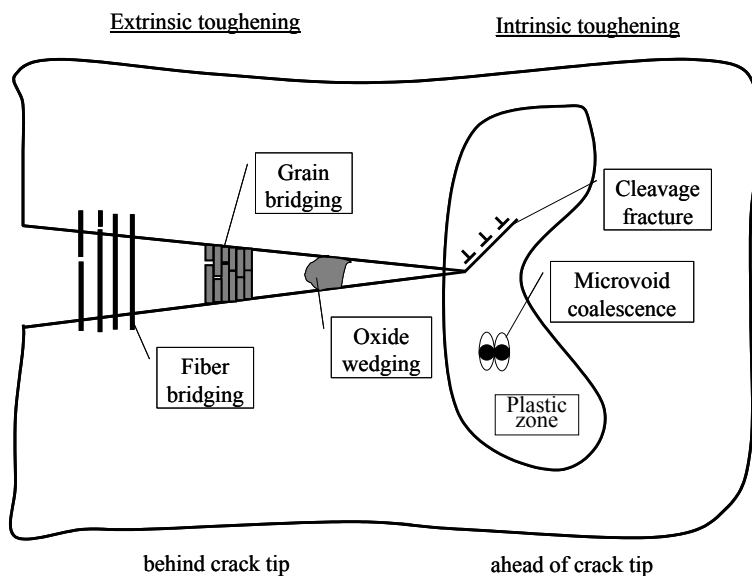 Extrinsic toughening
Intrinsic toughening
Grain
bridging
Cleavage
fracture
Microvoid
coalescence
Oxide
wedging
Fiber
bridging
Plastic
zone
behind crack tip
ahead of crack tip